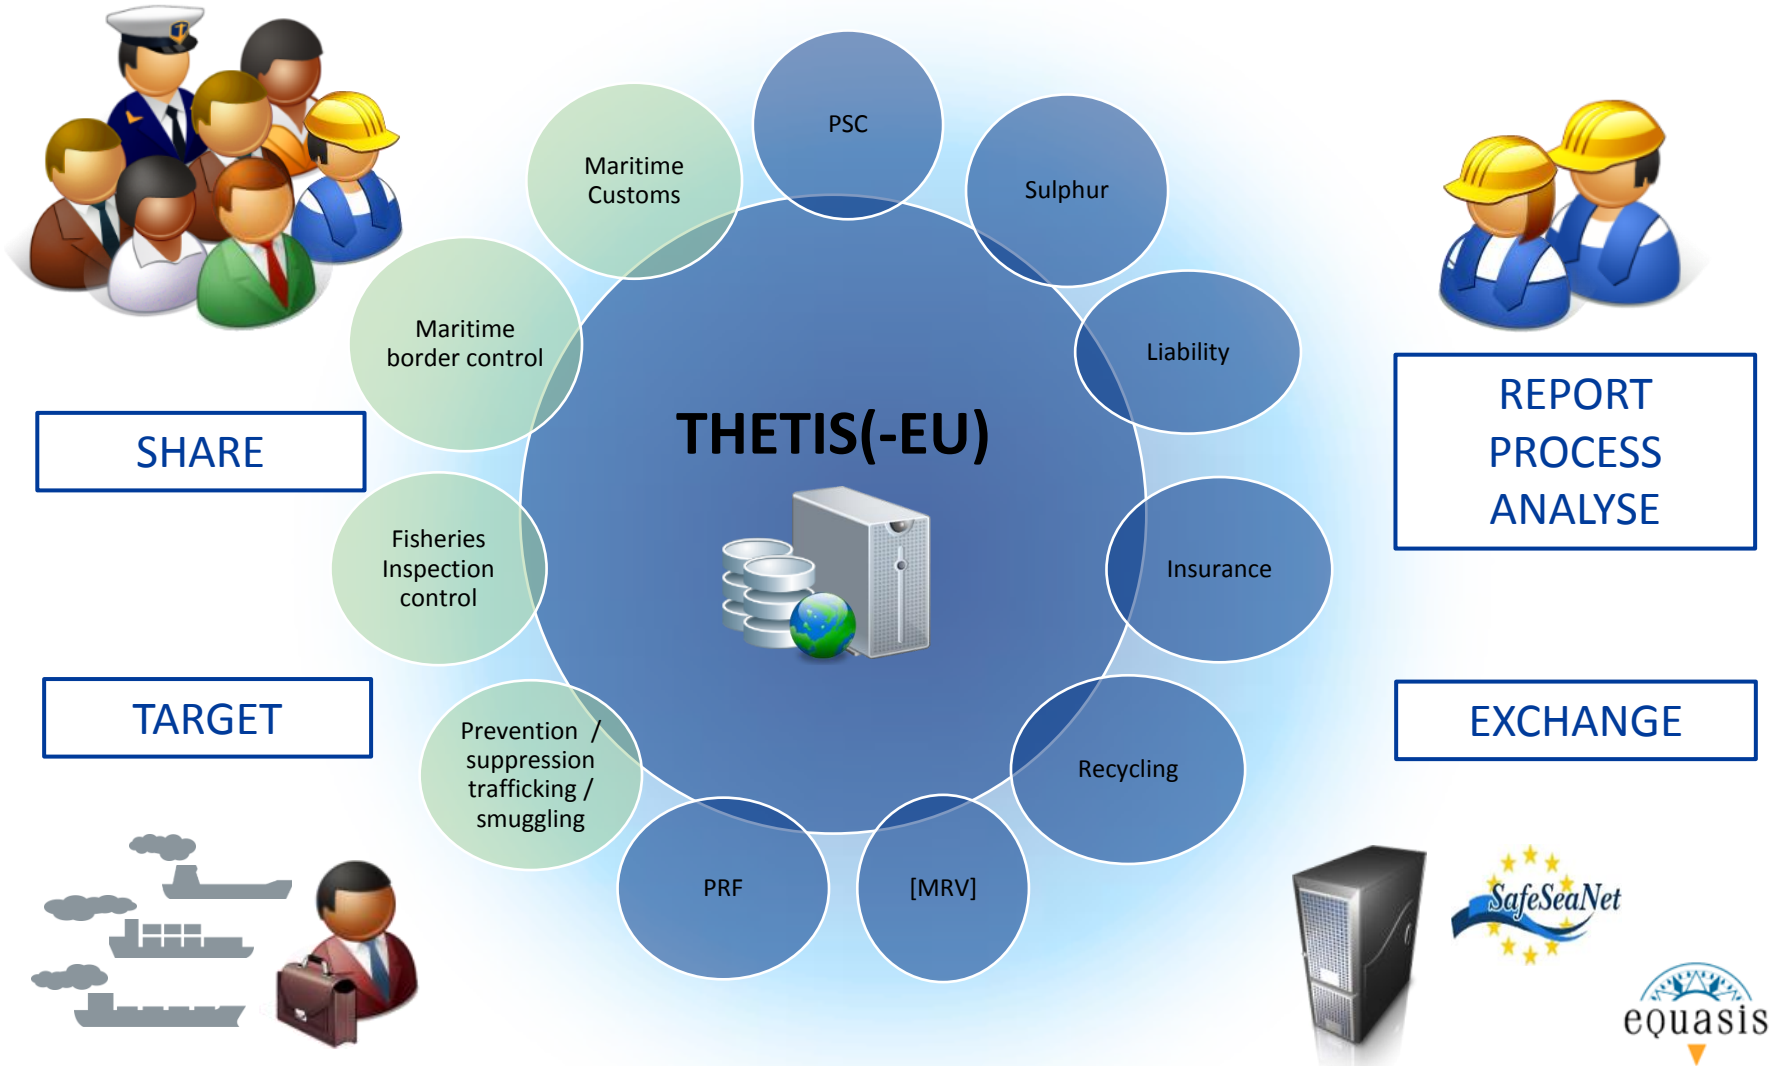 PSC
Maritime
Customs
Sulphur
Maritime
border control
Liability
SHARE
THETIS(-EU)
REPORT
PROCESS
ANALYSE
Fisheries
Inspection
control
Insurance
TARGET
EXCHANGE
Prevention /
suppression
trafficking /
smuggling
Recycling
PRF
[MRV]
SafeSeaNet
equasis